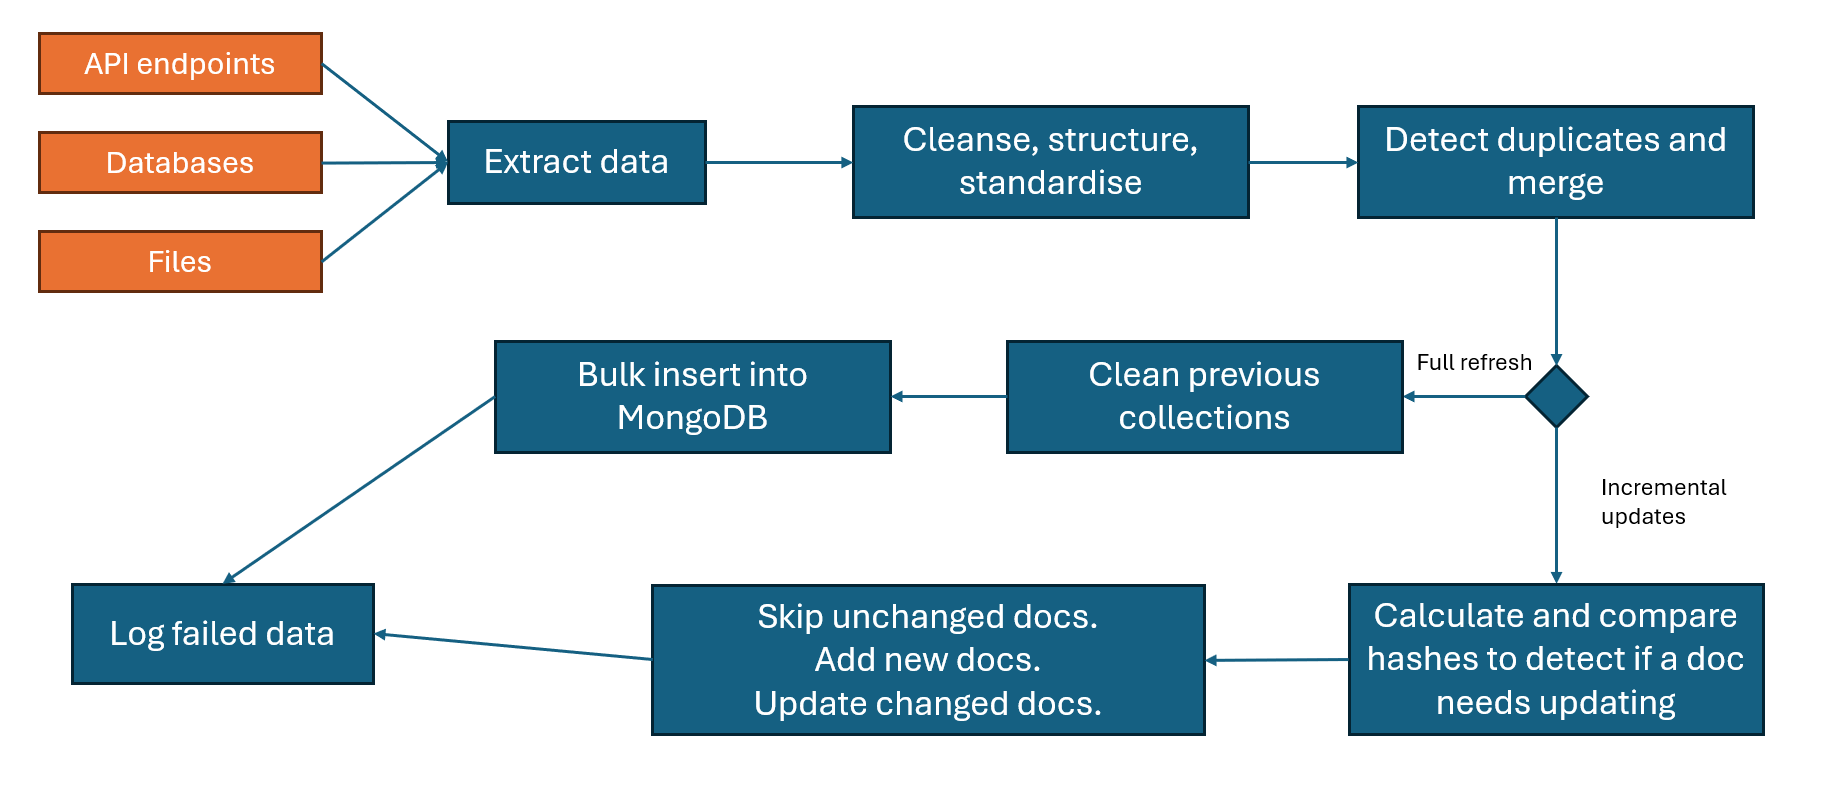 API endpoints
Databases
Files
Extract data
Cleanse, structure,
standardise
Detect duplicates and
merge
Full refresh
Clean previous
collections
Bulk insert into
MongoDB
Incremental
updates
Calculate and compare
hashes to detect if a doc
needs updating
Skip unchanged docs.
Add new docs.
Update changed docs.
Log failed data